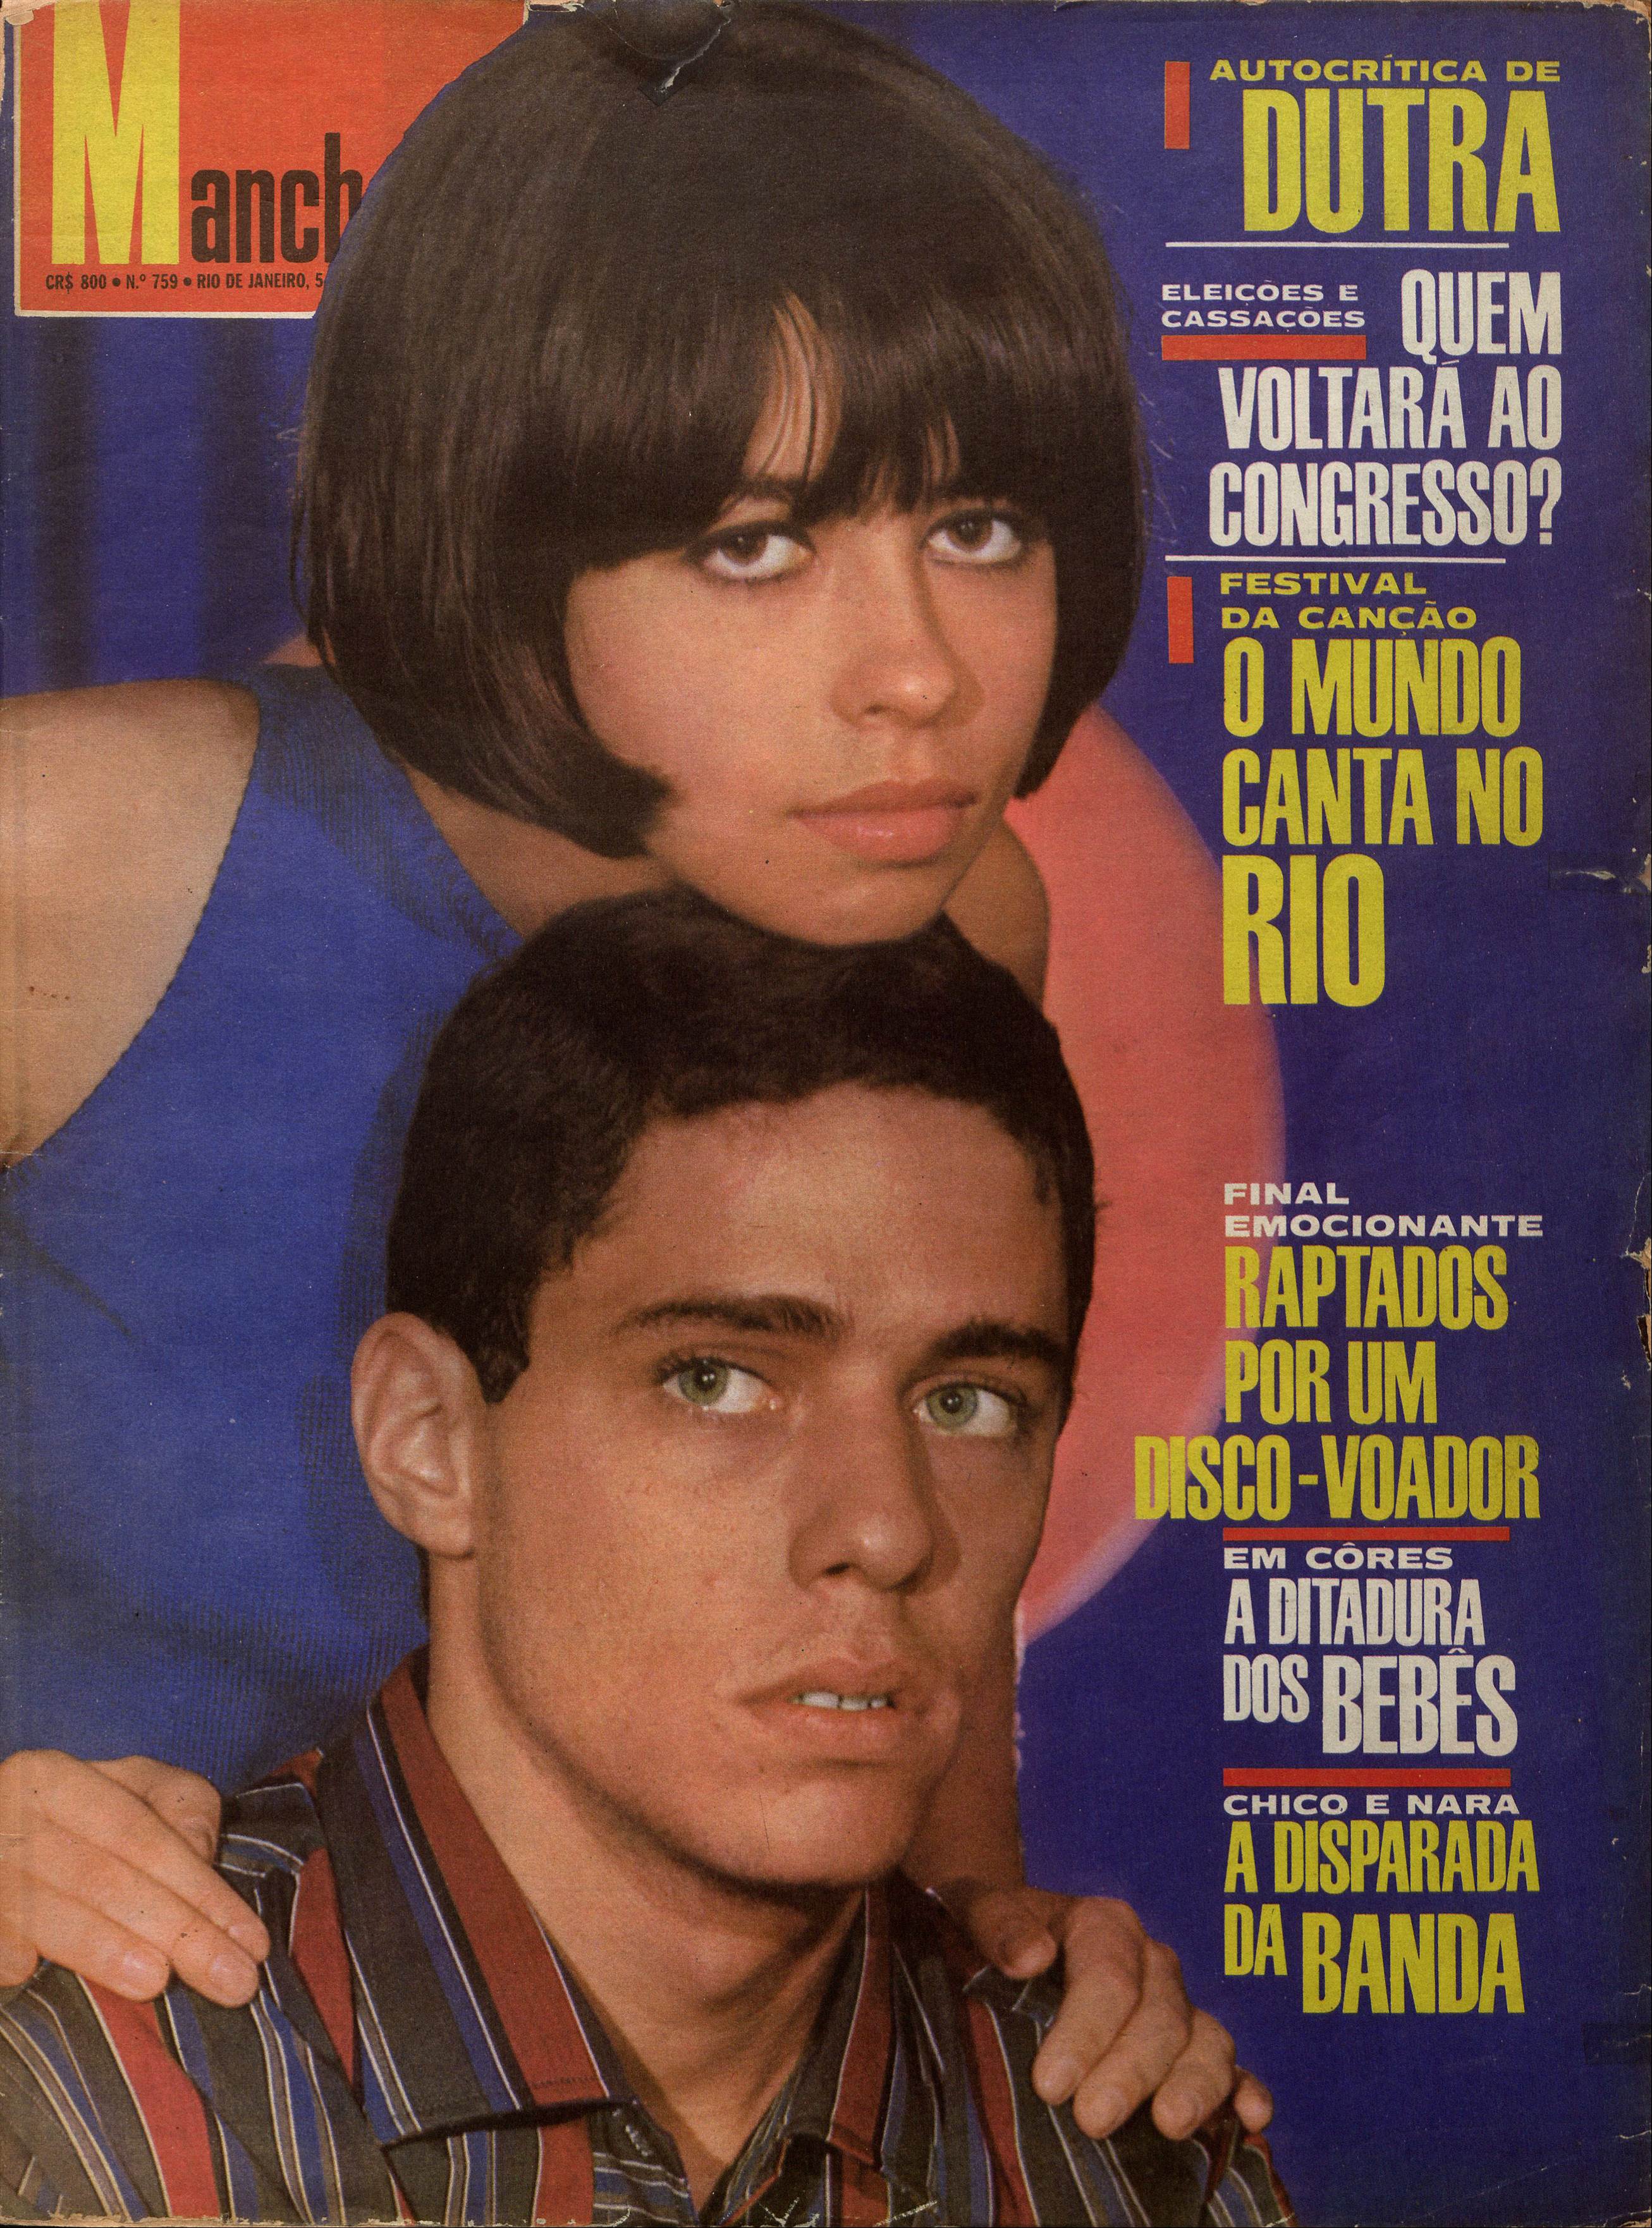 Manch
CR$ 800 • N.º 759 • RIO DE JANEIRO, 5
AUTOCRÍTICA DE
DUTRA
ELEIÇÕES E
CASSAÇÕES
QUEM
VOLTARÁ AO
CONGRESSO?
FESTIVAL
DA CANÇÃO
O MUNDO
CANTA NO
RIO
FINAL
EMOCIONANTE
RAPTADOS
POR UM
DISCO-VOADOR
EM CÔRES
A DITADURA
DOS BEBÊS
CHICO E NARA
A DISPARADA
DA BANDA